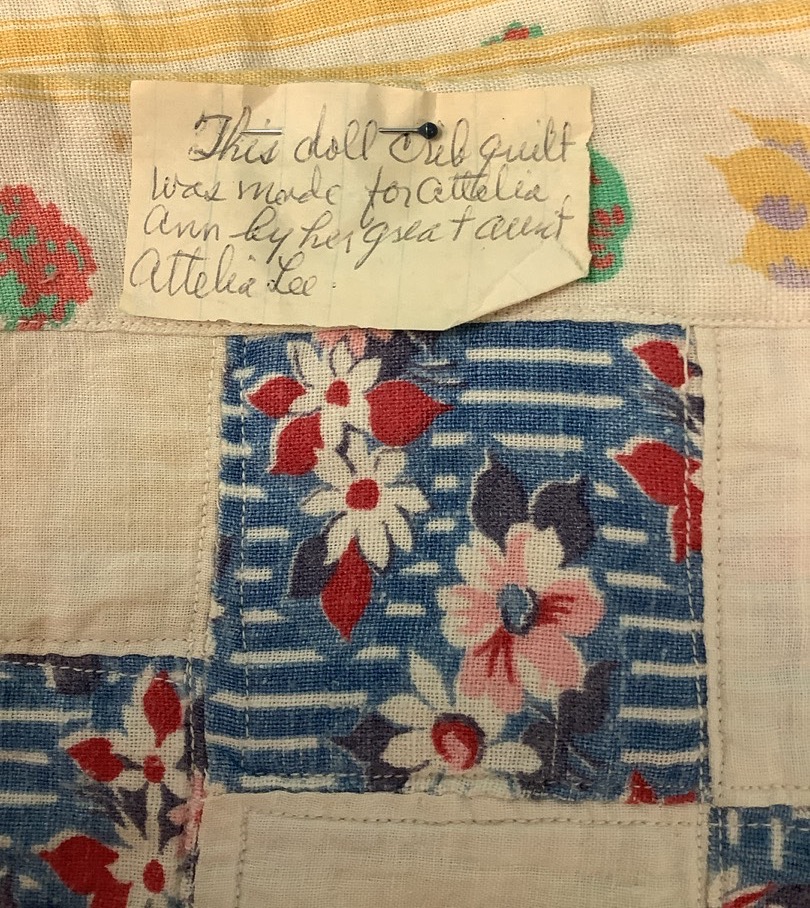 This doll Crib quilt
was made for Attelia
Ann by her great aunt
Attelia Lee.